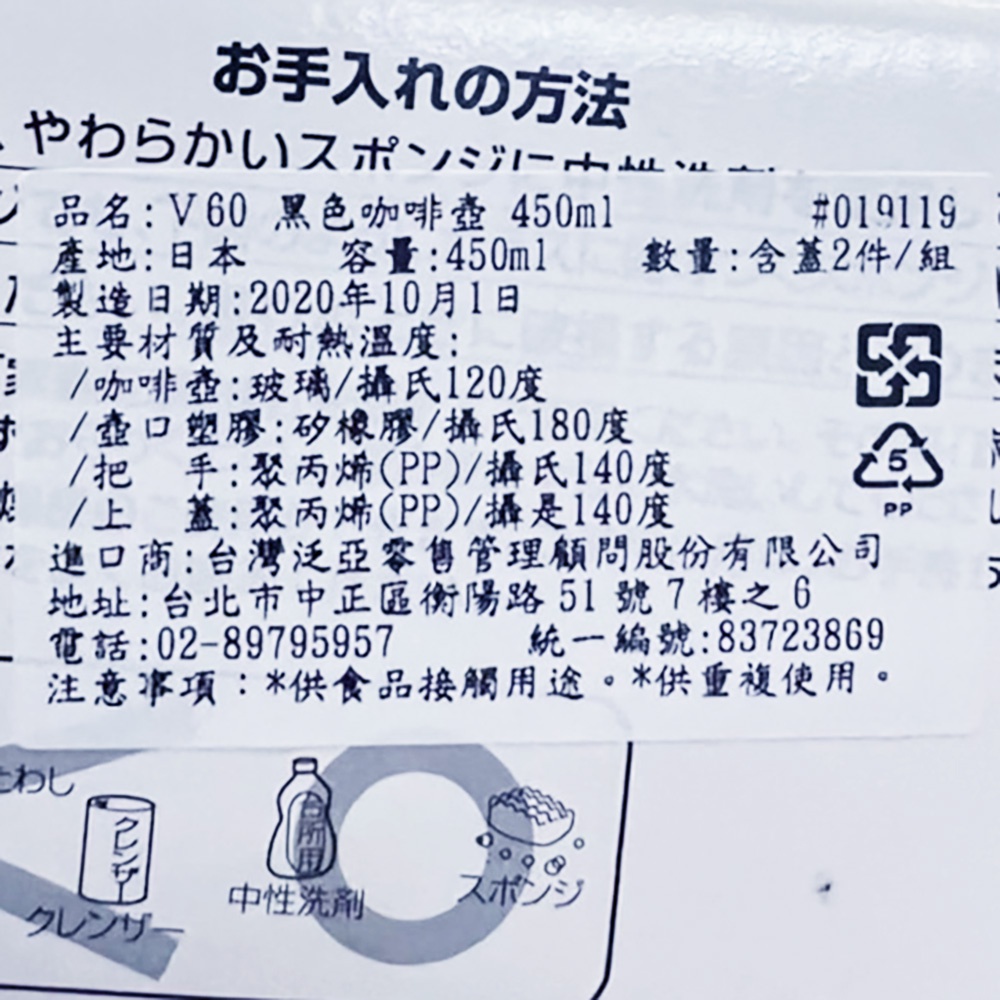 お手入れの方法
やわらかいスポンジに中性洗剤
品名:V60 黑色咖啡壺 450ml #019119
產地:日本 容量:450ml 數量:含蓋2件/組
製造日期:2020年10月1日
主要材質及耐熱溫度:
/咖啡壺:玻璃/攝氏120度
/壺口塑膠:矽橡膠/攝氏180度
/把 手:聚丙烯(PP)/攝氏140度
/上 蓋:聚丙烯(PP)/攝是140度
5
PP
進口商:台灣泛亞零售管理顧問股份有限公司
地址:台北市中正區衡陽路51號7樓之6
電話:02-89795957 統一編號:83723869
注意事項:*供食品接觸用途。*供重複使用。
たわし
クレンザー
クレンザー
台所用
中性洗剤
スポンジ